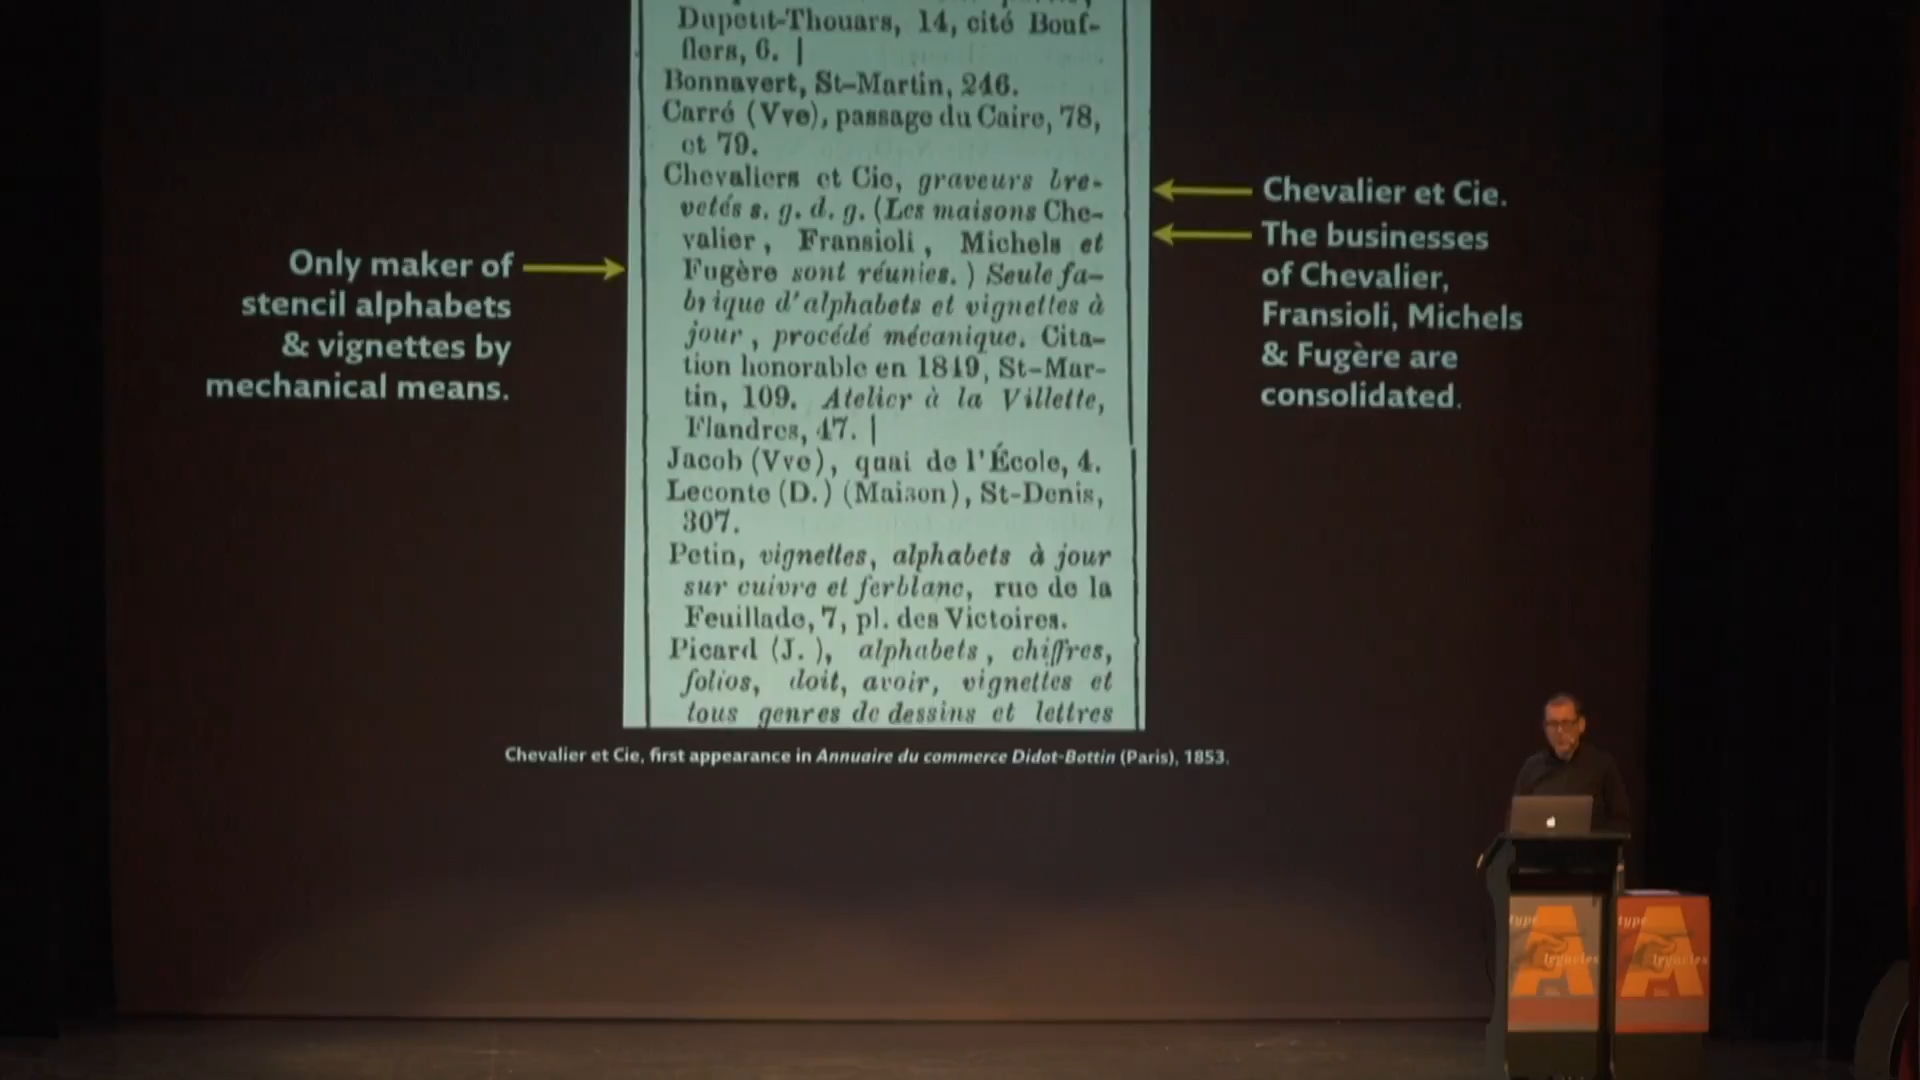 Dupetit-Thouars, 14, cité Bouf-
flers, 6. |
Bonnavert, St-Martin, 246.
Carré (Vve), passage du Caire, 78,
et 79.
Chevaliers et Cie, graveurs bre-
vetés s. g. d. g. (Les maisons Che-
valier, Fransioli, Michels et
Fugère sont réunies.) Seule fa-
brique d'alphabets et vignettes à
jour, procédé mécanique. Cita-
tion honorable en 1849, St-Mar-
tin, 109. Atelier à la Villette,
Flandres, 47. |
Jacob (Vve), quai de l'École, 4.
Leconte (D.) (Maison), St-Denis,
307.
Petin, vignettes, alphabets à jour
sur cuivre et ferblanc, rue de la
Feuillade, 7, pl. des Victoires.
Picard (J.), alphabets, chiffres,
folios, doit, avoir, vignettes et
tous genres de dessins et lettres
Only maker of
stencil alphabets
& vignettes by
mechanical means.
Chevalier et Cie.
The businesses
of Chevalier,
Fransioli, Michels
& Fugère are
consolidated.
Chevalier et Cie, first appearance in Annuaire du commerce Didot-Bottin (Paris), 1853.
type
A
legacies
type
A
legacies